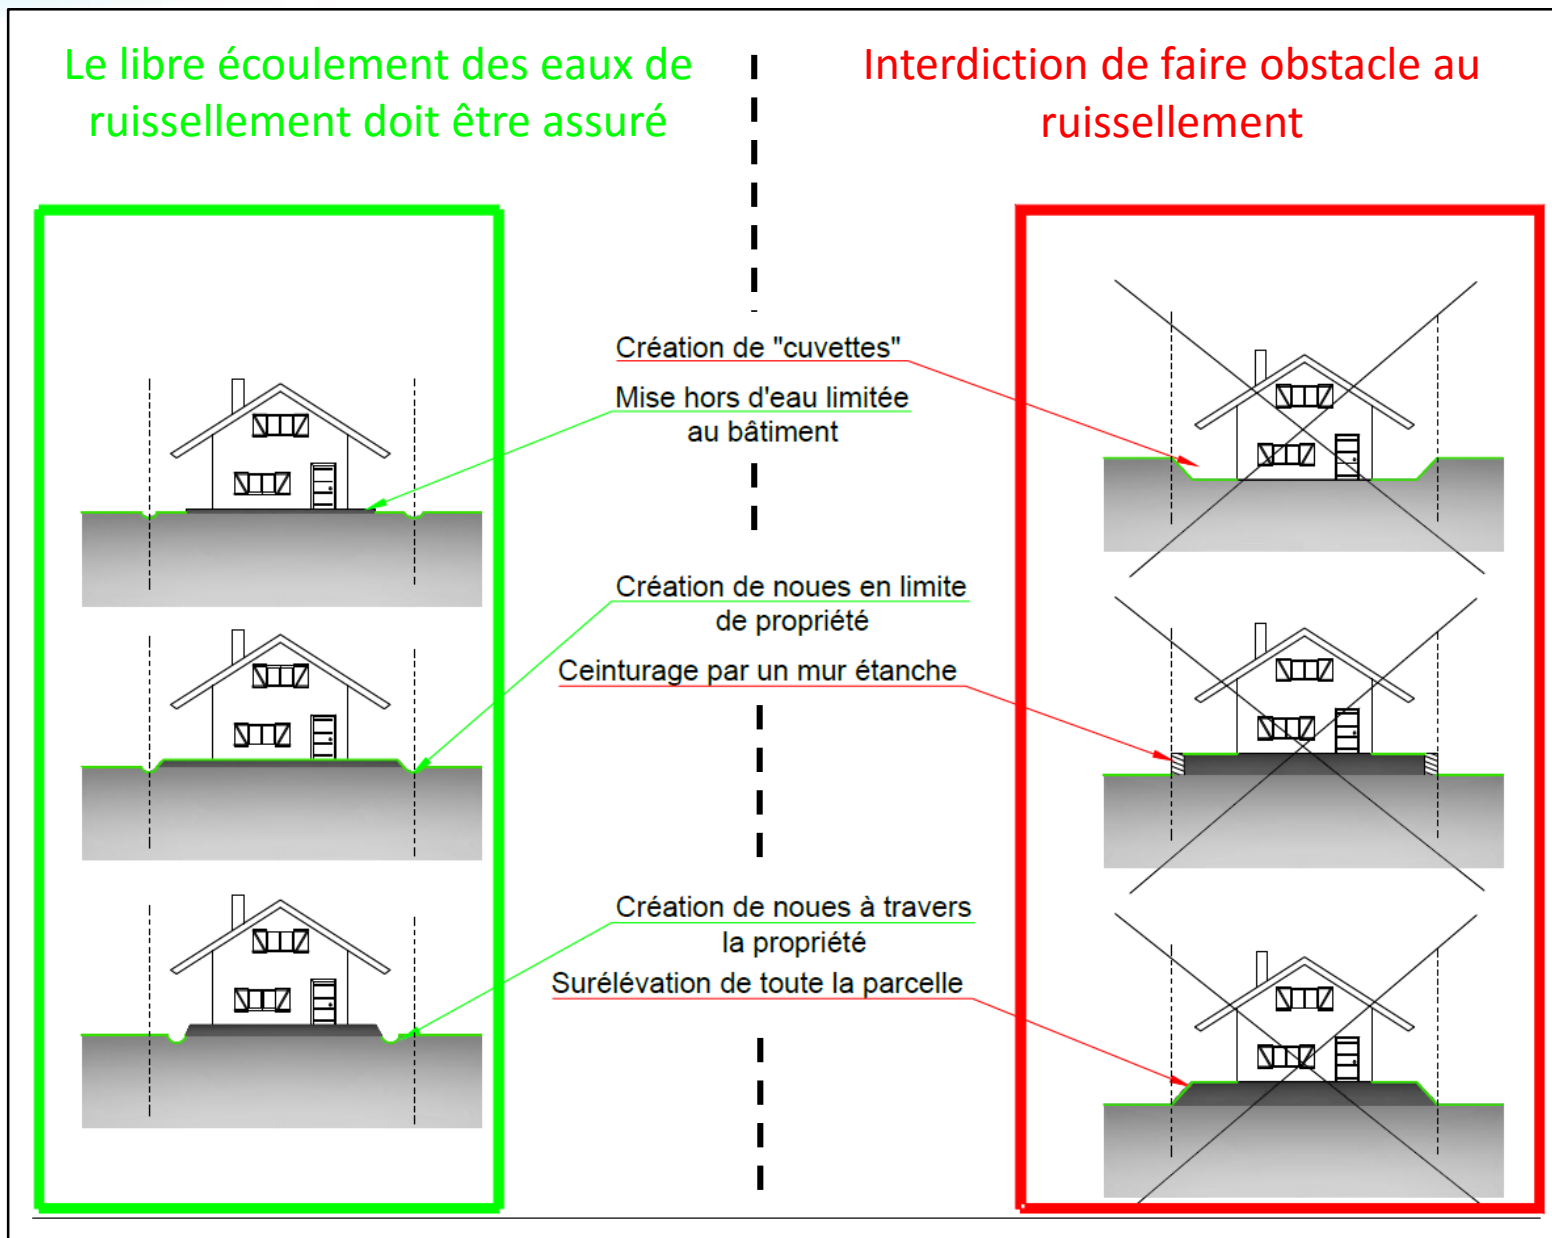 Le libre écoulement des eaux de
ruissellement doit être assuré
Interdiction de faire obstacle au
ruissellement
Création de "cuvettes"
Mise hors d'eau limitée
au bâtiment
Création de noues en limite
de propriété
Ceinturage par un mur étanche
Création de noues à travers
la propriété
Surélévation de toute la parcelle